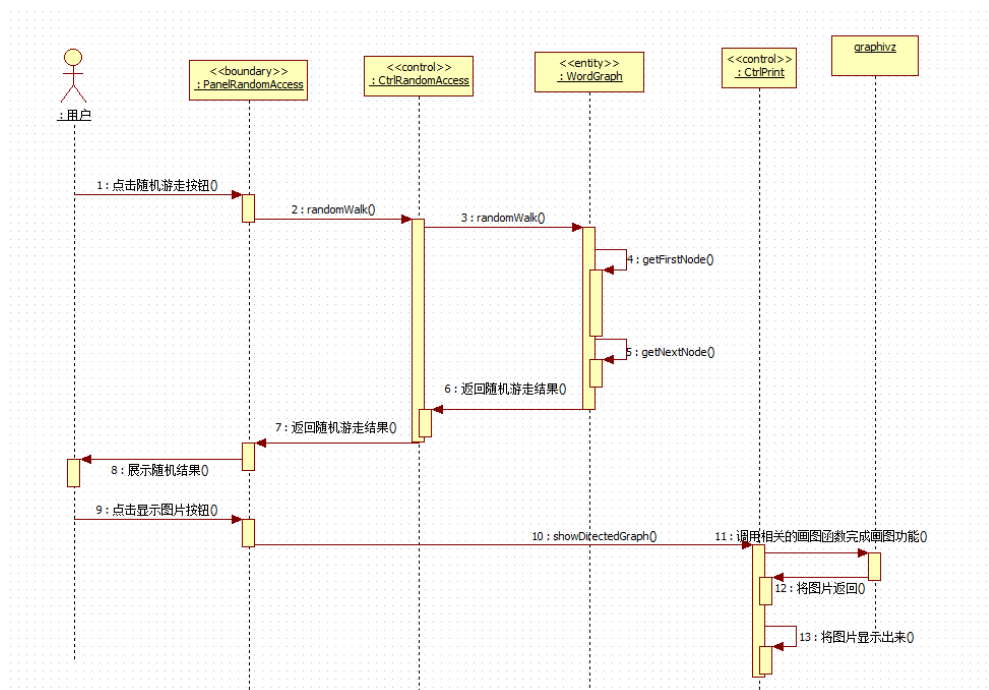 graphivz
<<control>>
: CtrlPrint
<<entity>>
: WordGraph
<<control>>
: CtrlRandomAccess
<<boundary>>
: PanelRandomAccess
: 用户
1 : 点击随机游走按钮()
2 : randomWalk()
3 : randomWalk()
4 : getFirstNode()
5 : getNextNode()
6 : 返回随机游走结果()
7 : 返回随机游走结果()
8 : 展示随机结果()
9 : 点击显示图片按钮()
10 : showDirectedGraph()
11 : 调用相关的画图函数完成画图功能()
12 : 将图片返回()
13 : 将图片显示出来()